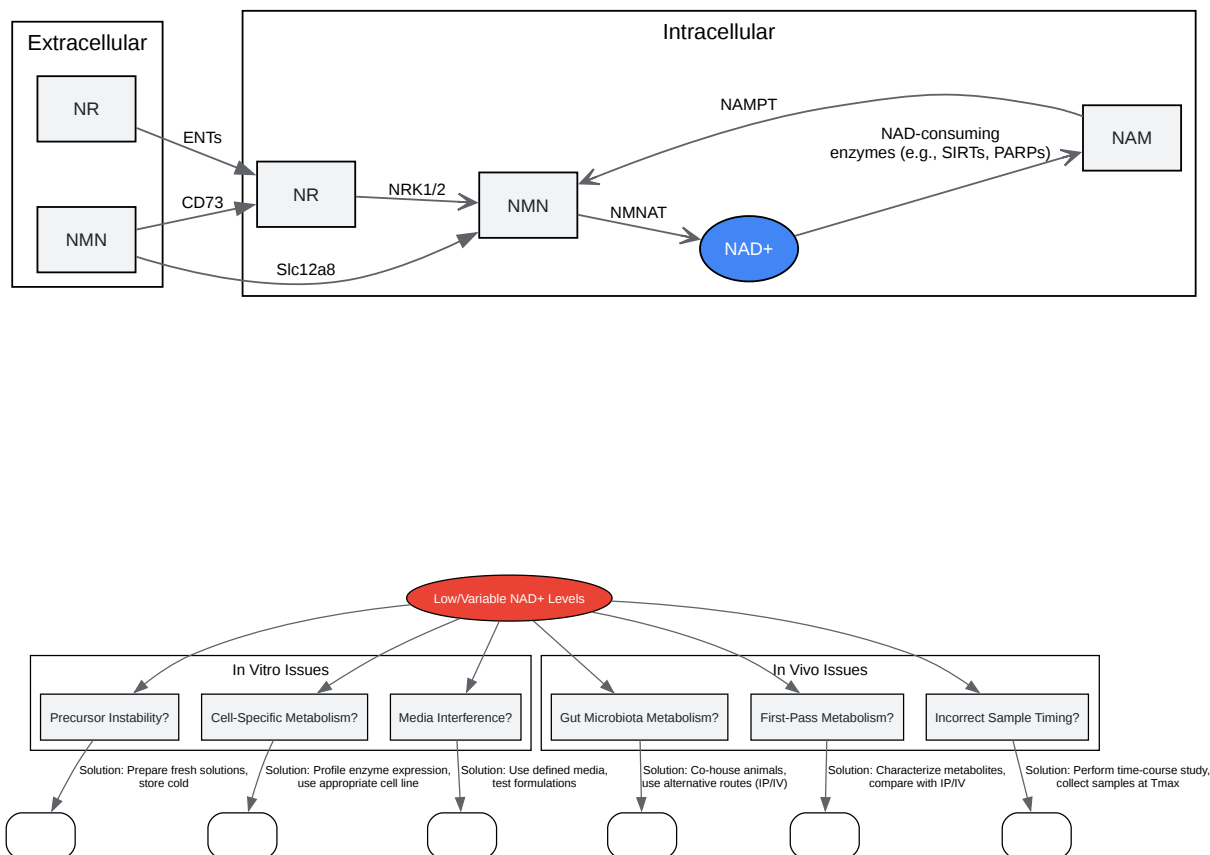 Extracellular
Intracellular
NR
NMN
ENTs
CD73
Slc12a8
NR
NRK1/2
NMN
NMNAT
NAD+
NAMPT
NAD-consuming
enzymes (e.g., SIRTs, PARPs)
NAM
Low/Variable NAD+ Levels
In Vitro Issues
In Vivo Issues
Precursor Instability?
Cell-Specific Metabolism?
Media Interference?
Gut Microbiota Metabolism?
First-Pass Metabolism?
Incorrect Sample Timing?
Solution: Prepare fresh solutions,
store cold
Solution: Profile enzyme expression,
use appropriate cell line
Solution: Use defined media,
test formulations
Solution: Co-house animals,
use alternative routes (IP/IV)
Solution: Characterize metabolites,
compare with IP/IV
Solution: Perform time-course study,
collect samples at Tmax